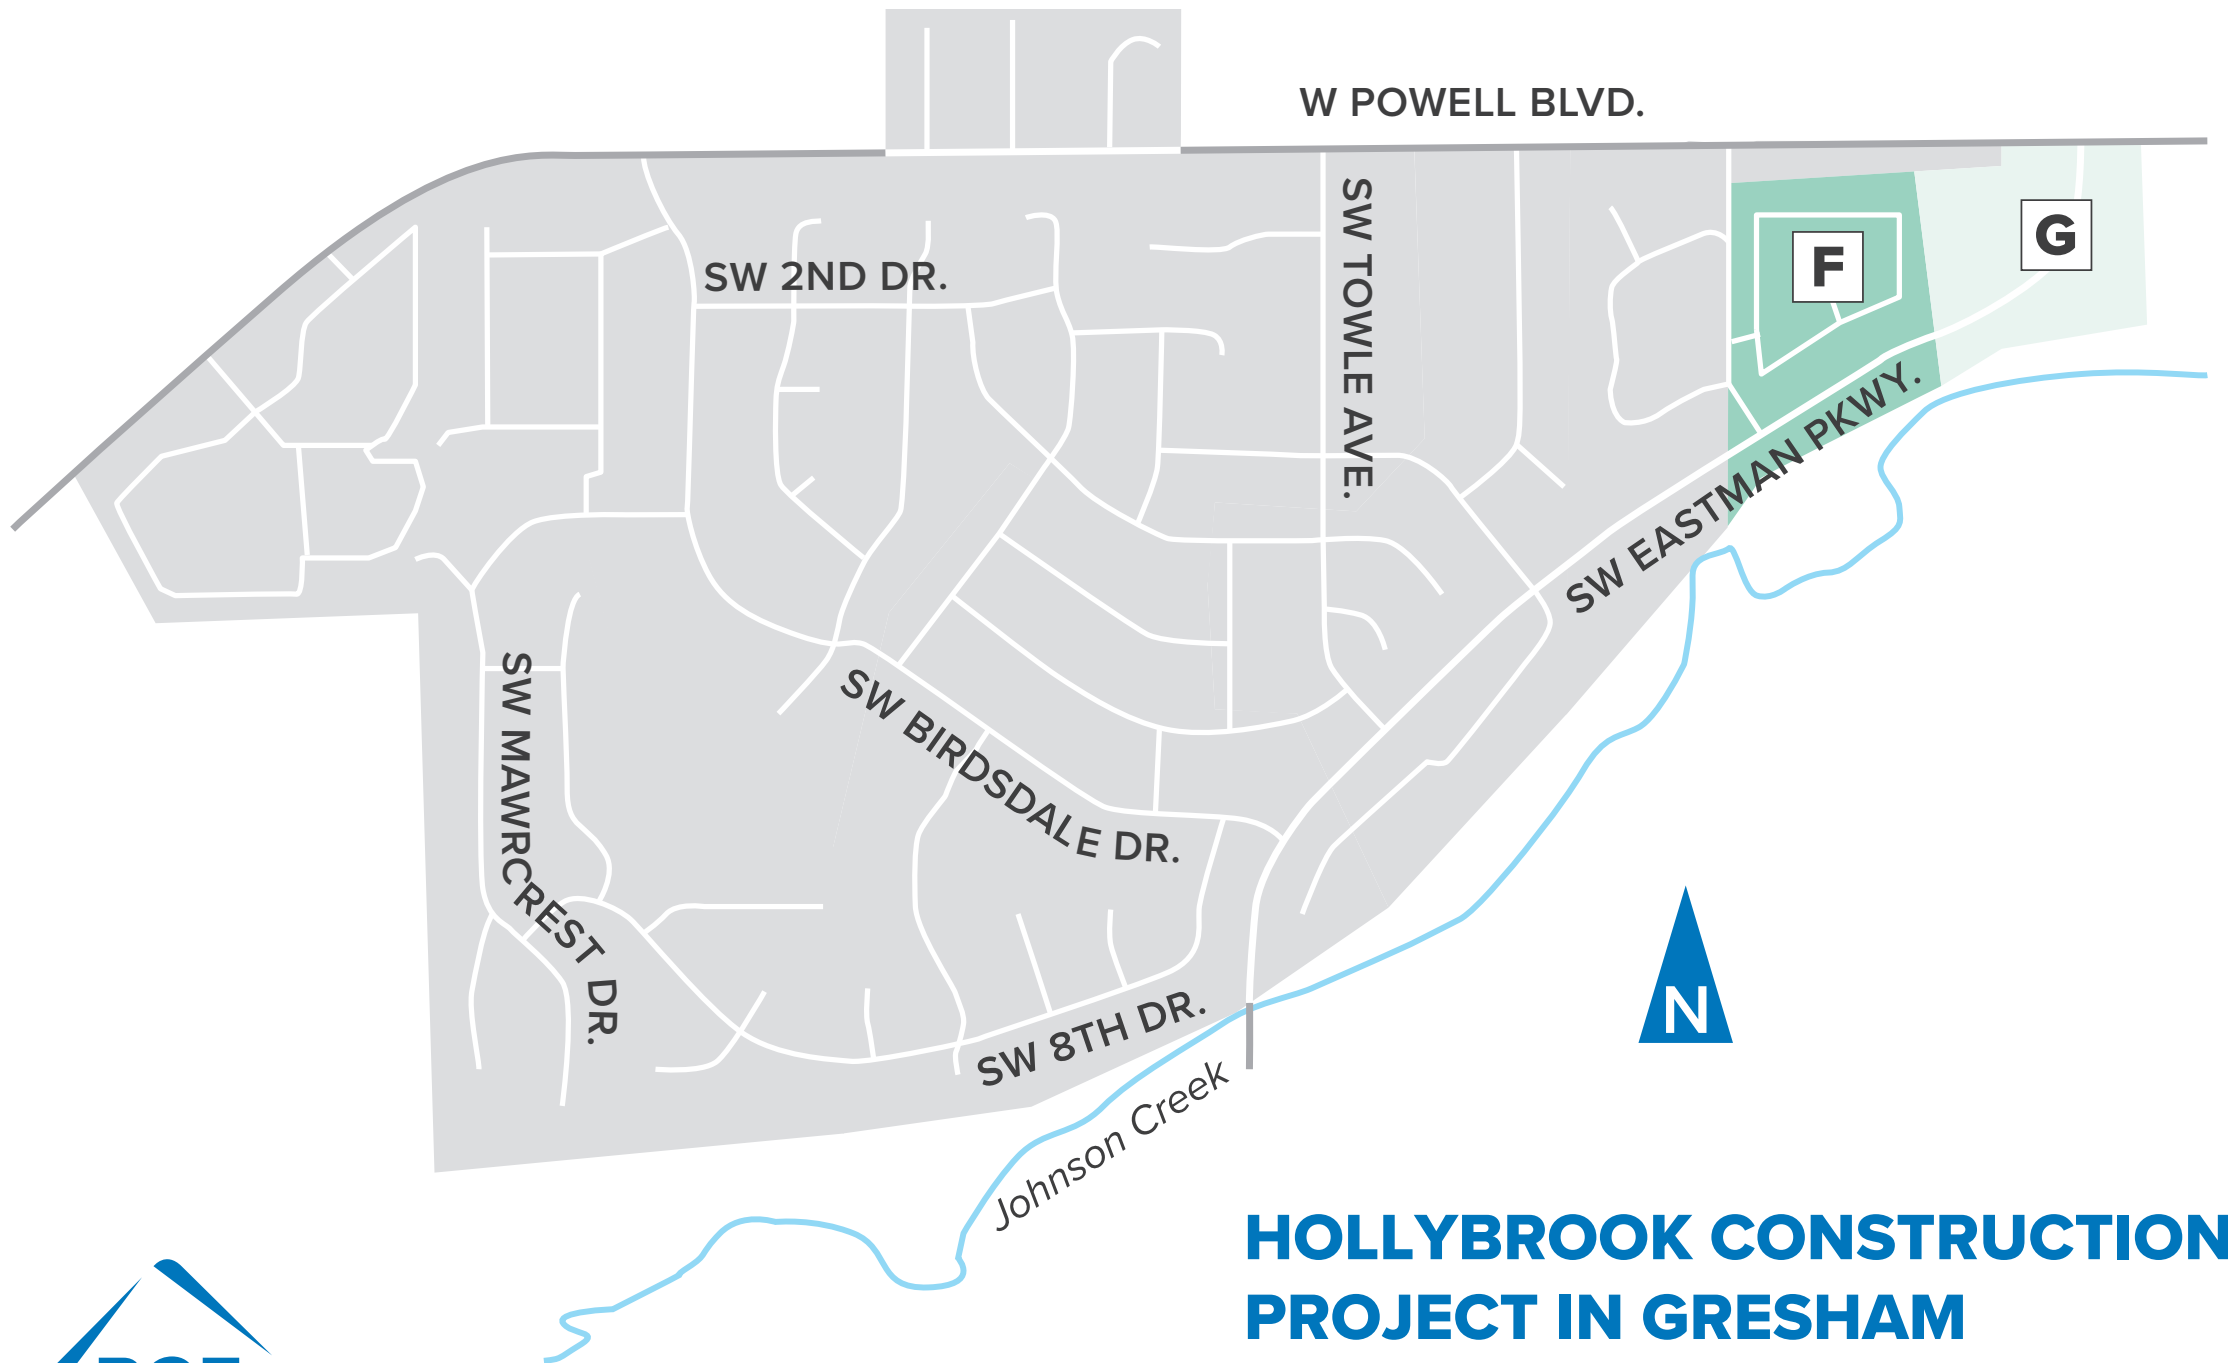 W POWELL BLVD.
SW TOWLE AVE.
F
G
SW 2ND DR.
SW EASTMAN PKWY.
SW MAWRCREST DR.
SW BIRDSDALE DR.
SW 8TH DR.
N
Johnson Creek
HOLLYBROOK CONSTRUCTION
PROJECT IN GRESHAM